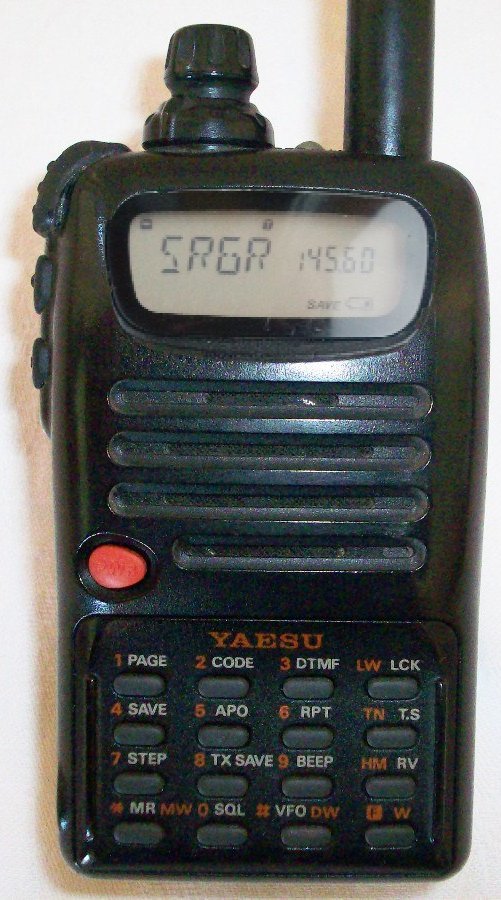 SAGA 145.60
SAVE
YAESU
1 PAGE 2 CODE 3 DTMF LW LCK
4 SAVE 5 APO 6 RPT TN T.S
7 STEP 8 TX SAVE 9 BEEP HM RV
* MR MW 0 SQL # VFO DW F W